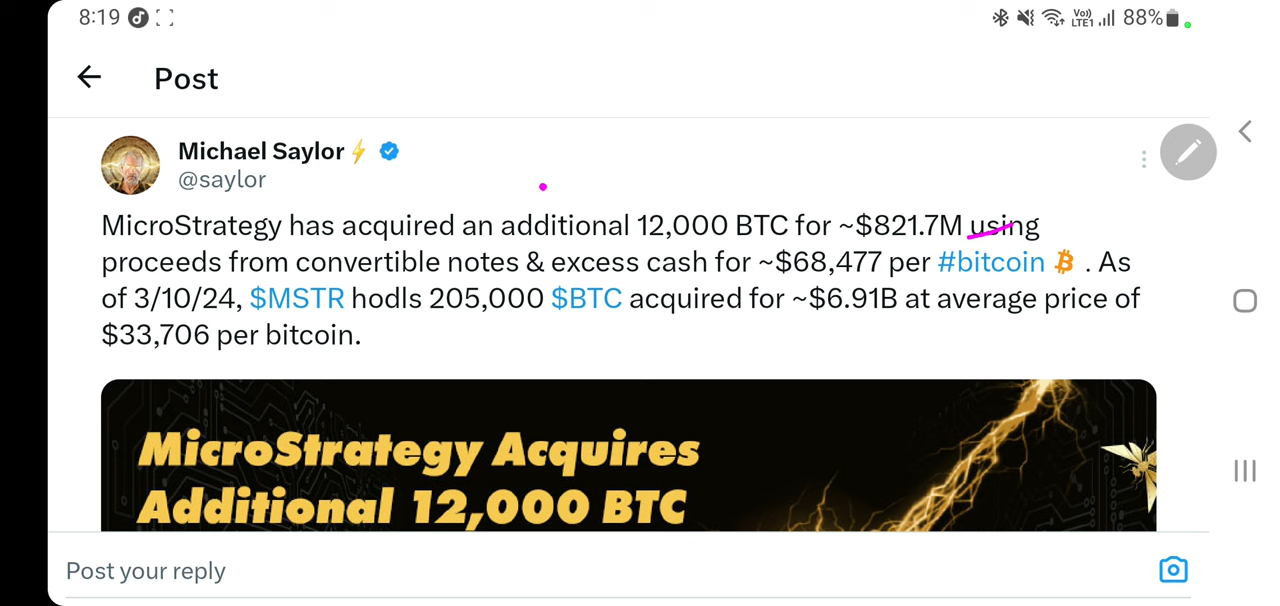 8:19
Vo))
LTE1
88%
Post
Michael Saylor⚡
@saylor
MicroStrategy has acquired an additional 12,000 BTC for ~$821.7M using
proceeds from convertible notes & excess cash for ~$68,477 per #bitcoin ₿ . As
of 3/10/24, $MSTR hodls 205,000 $BTC acquired for ~$6.91B at average price of
$33,706 per bitcoin.
MicroStrategy Acquires
Additional 12,000 BTC
Post your reply